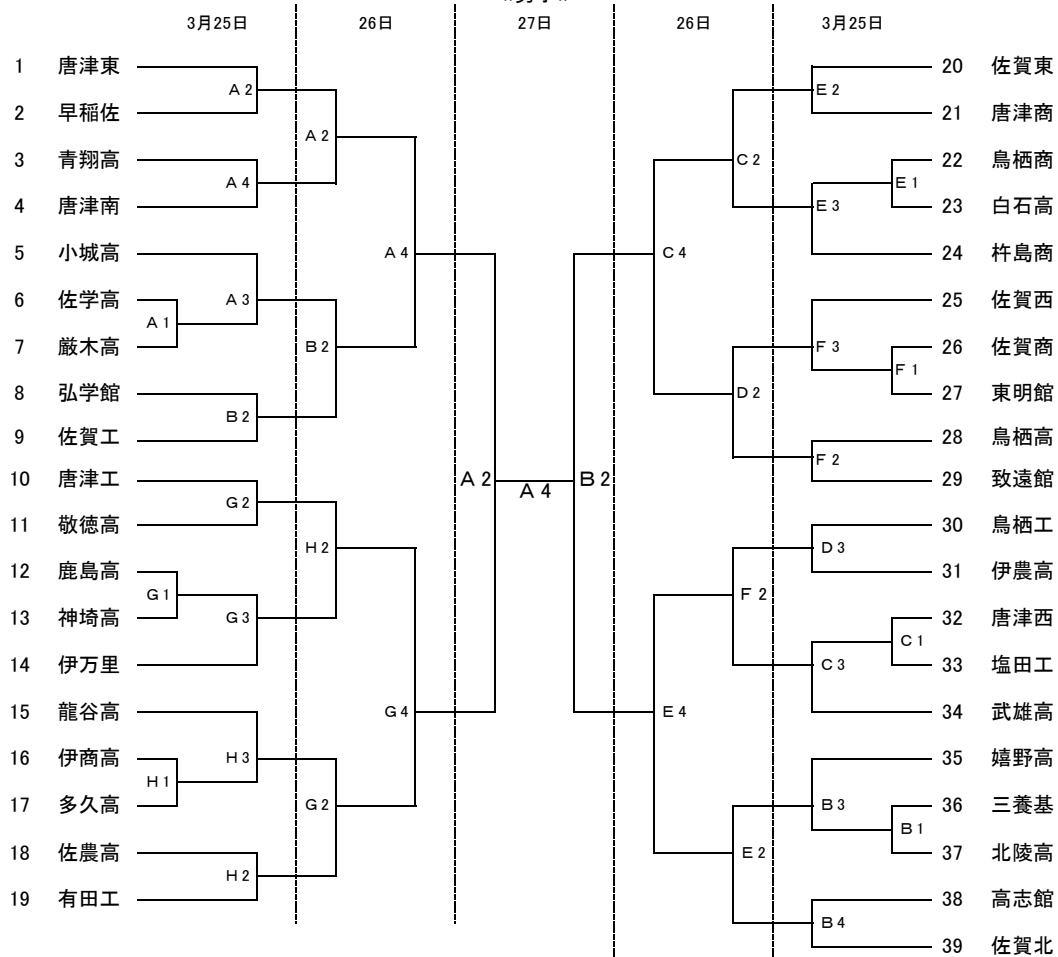 3月25日 26日 27日 26日 3月25日
1 唐津東
2 早稲佐
3 青翔高
4 唐津南
5 小城高
6 佐学高
7 厳木高
8 弘学館
9 佐賀工
10 唐津工
11 敬徳高
12 鹿島高
13 神埼高
14 伊万里
15 龍谷高
16 伊商高
17 多久高
18 佐農高
19 有田工
A2
A4
A3
A1
B2
G2
G1
G3
H3
H1
H2
A2
B2
H2
G2
A4
G4
A2
A4
B2
C4
E4
C2
D2
F2
E2
E2
E1
E3
F3
F1
F2
D3
C1
C3
B3
B1
B4
20 佐賀東
21 唐津商
22 鳥栖商
23 白石高
24 杵島商
25 佐賀西
26 佐賀商
27 東明館
28 鳥栖高
29 致遠館
30 鳥栖工
31 伊農高
32 唐津西
33 塩田工
34 武雄高
35 嬉野高
36 三養基
37 北陵高
38 高志館
39 佐賀北